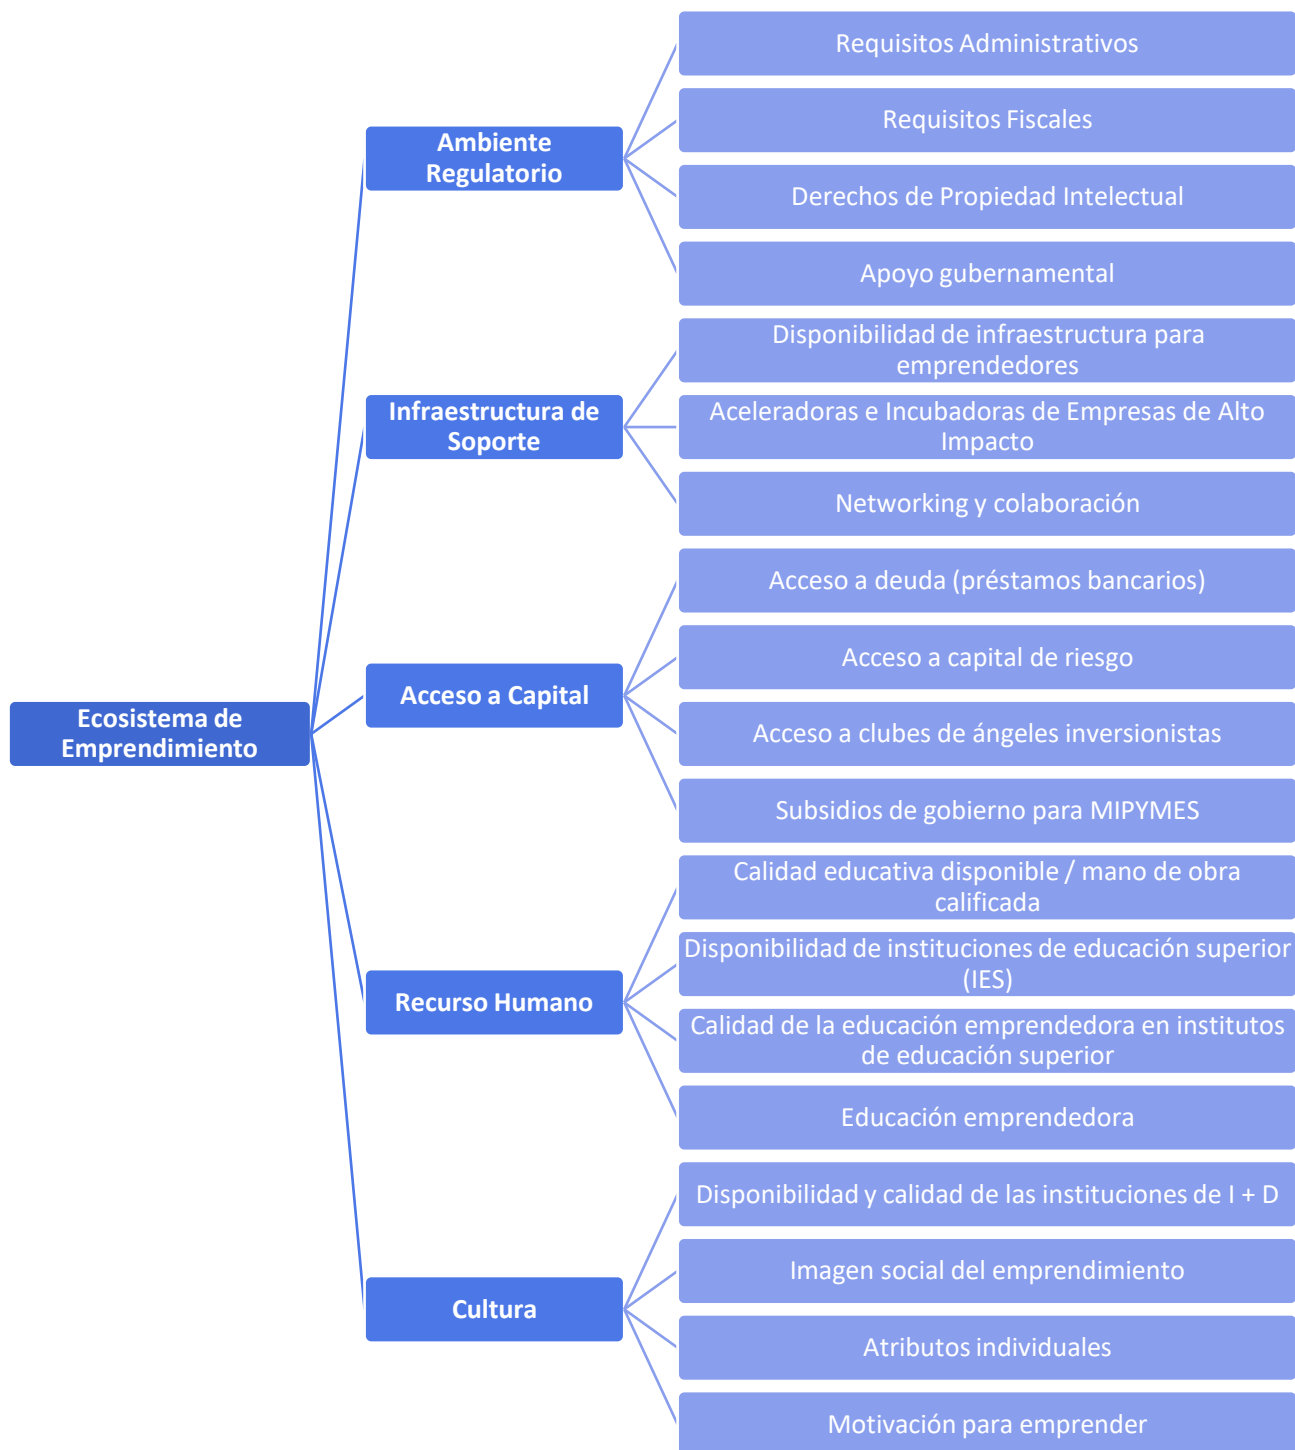 Ecosistema de
Emprendimiento
Ambiente
Regulatorio
Requisitos Administrativos
Requisitos Fiscales
Derechos de Propiedad Intelectual
Apoyo gubernamental
Infraestructura de
Soporte
Disponibilidad de infraestructura para
emprendedores
Aceleradoras e Incubadoras de Empresas de Alto
Impacto
Networking y colaboración
Acceso a Capital
Acceso a deuda (préstamos bancarios)
Acceso a capital de riesgo
Acceso a clubes de ángeles inversionistas
Subsidios de gobierno para MIPYMES
Recurso Humano
Calidad educativa disponible / mano de obra
calificada
Disponibilidad de instituciones de educación superior
(IES)
Calidad de la educación emprendedora en institutos
de educación superior
Educación emprendedora
Cultura
Disponibilidad y calidad de las instituciones de I + D
Imagen social del emprendimiento
Atributos individuales
Motivación para emprender